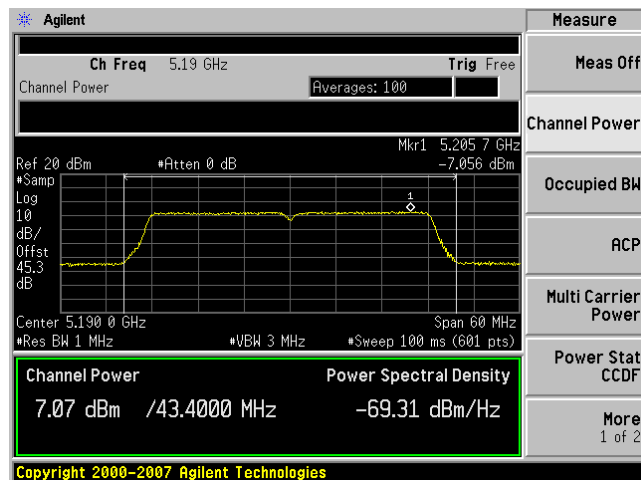 Agilent
Measure
Ch Freq 5.19 GHz Trig Free
Channel Power Averages: 100
Mkr1 5.205 7 GHz
Ref 20 dBm #Atten 0 dB -7.056 dBm
#Samp
Log
10
dB/
Offst
45.3
dB
1
Center 5.190 0 GHz Span 60 MHz
#Res BW 1 MHz #VBW 3 MHz #Sweep 100 ms (601 pts)
Channel Power Power Spectral Density
7.07 dBm /43.4000 MHz -69.31 dBm/Hz
Meas Off
Channel Power
Occupied BW
ACP
Multi Carrier
Power
Power Stat
CCDF
More
1 of 2
Copyright 2000-2007 Agilent Technologies